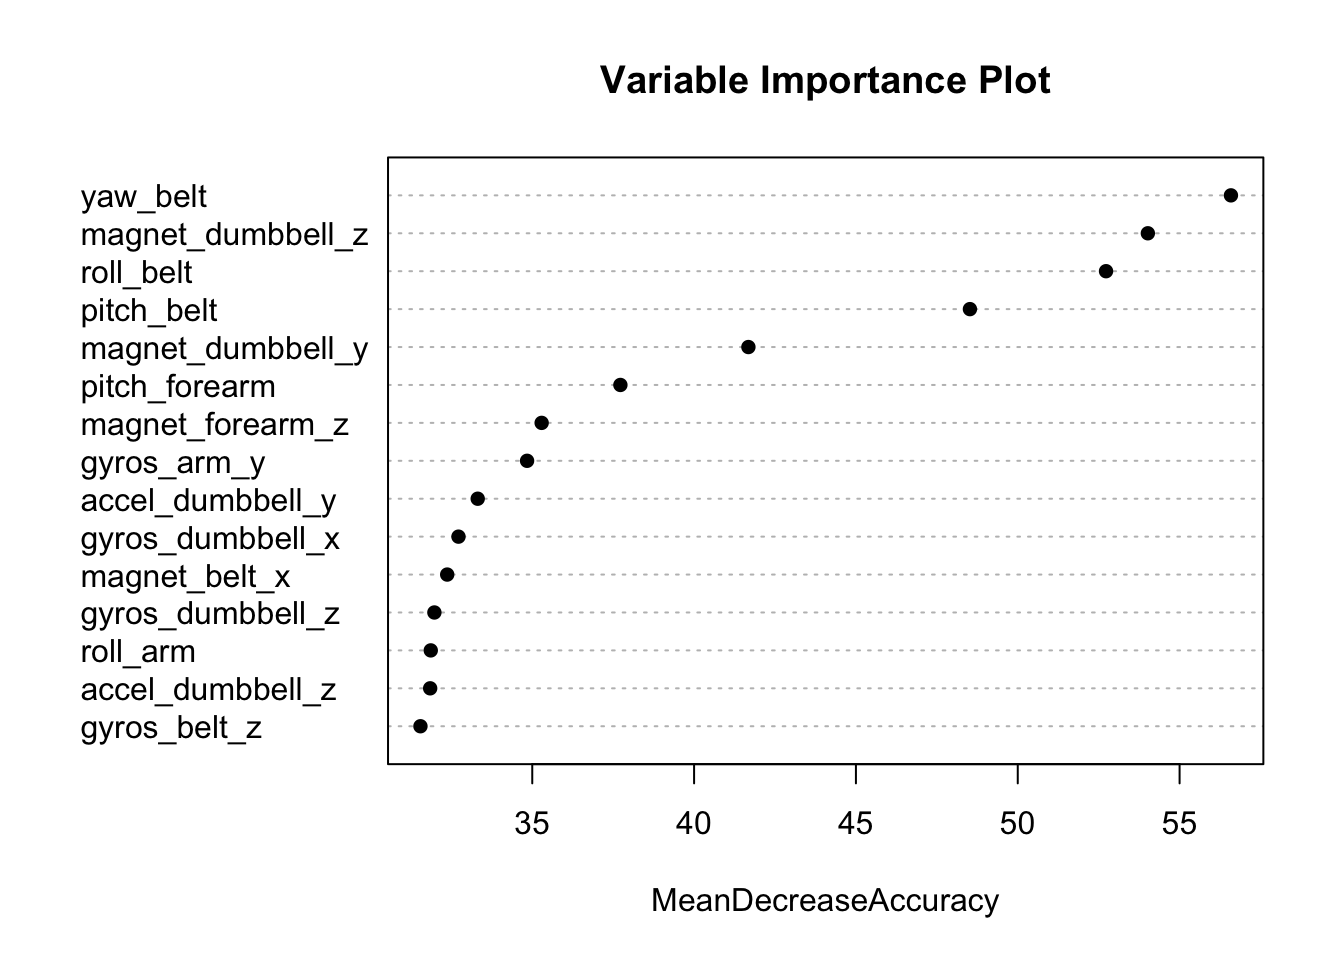 Variable Importance Plot
yaw_belt
magnet_dumbbell_z
roll_belt
pitch_belt
magnet_dumbbell_y
pitch_forearm
magnet_forearm_z
gyros_arm_y
accel_dumbbell_y
gyros_dumbbell_x
magnet_belt_x
gyros_dumbbell_z
roll_arm
accel_dumbbell_z
gyros_belt_z
35 40 45 50 55
MeanDecreaseAccuracy